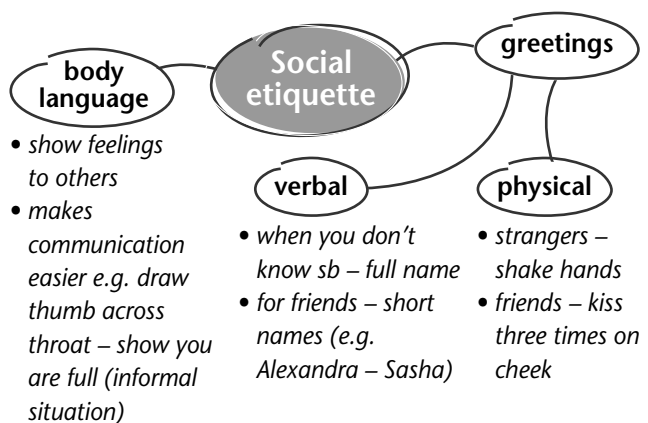 Social
etiquette
body
language
• show feelings
to others
• makes
communication
easier e.g. draw
thumb across
throat – show you
are full (informal
situation)
greetings
verbal
• when you don’t
know sb – full name
• for friends – short
names (e.g.
Alexandra – Sasha)
physical
• strangers –
shake hands
• friends – kiss
three times on
cheek